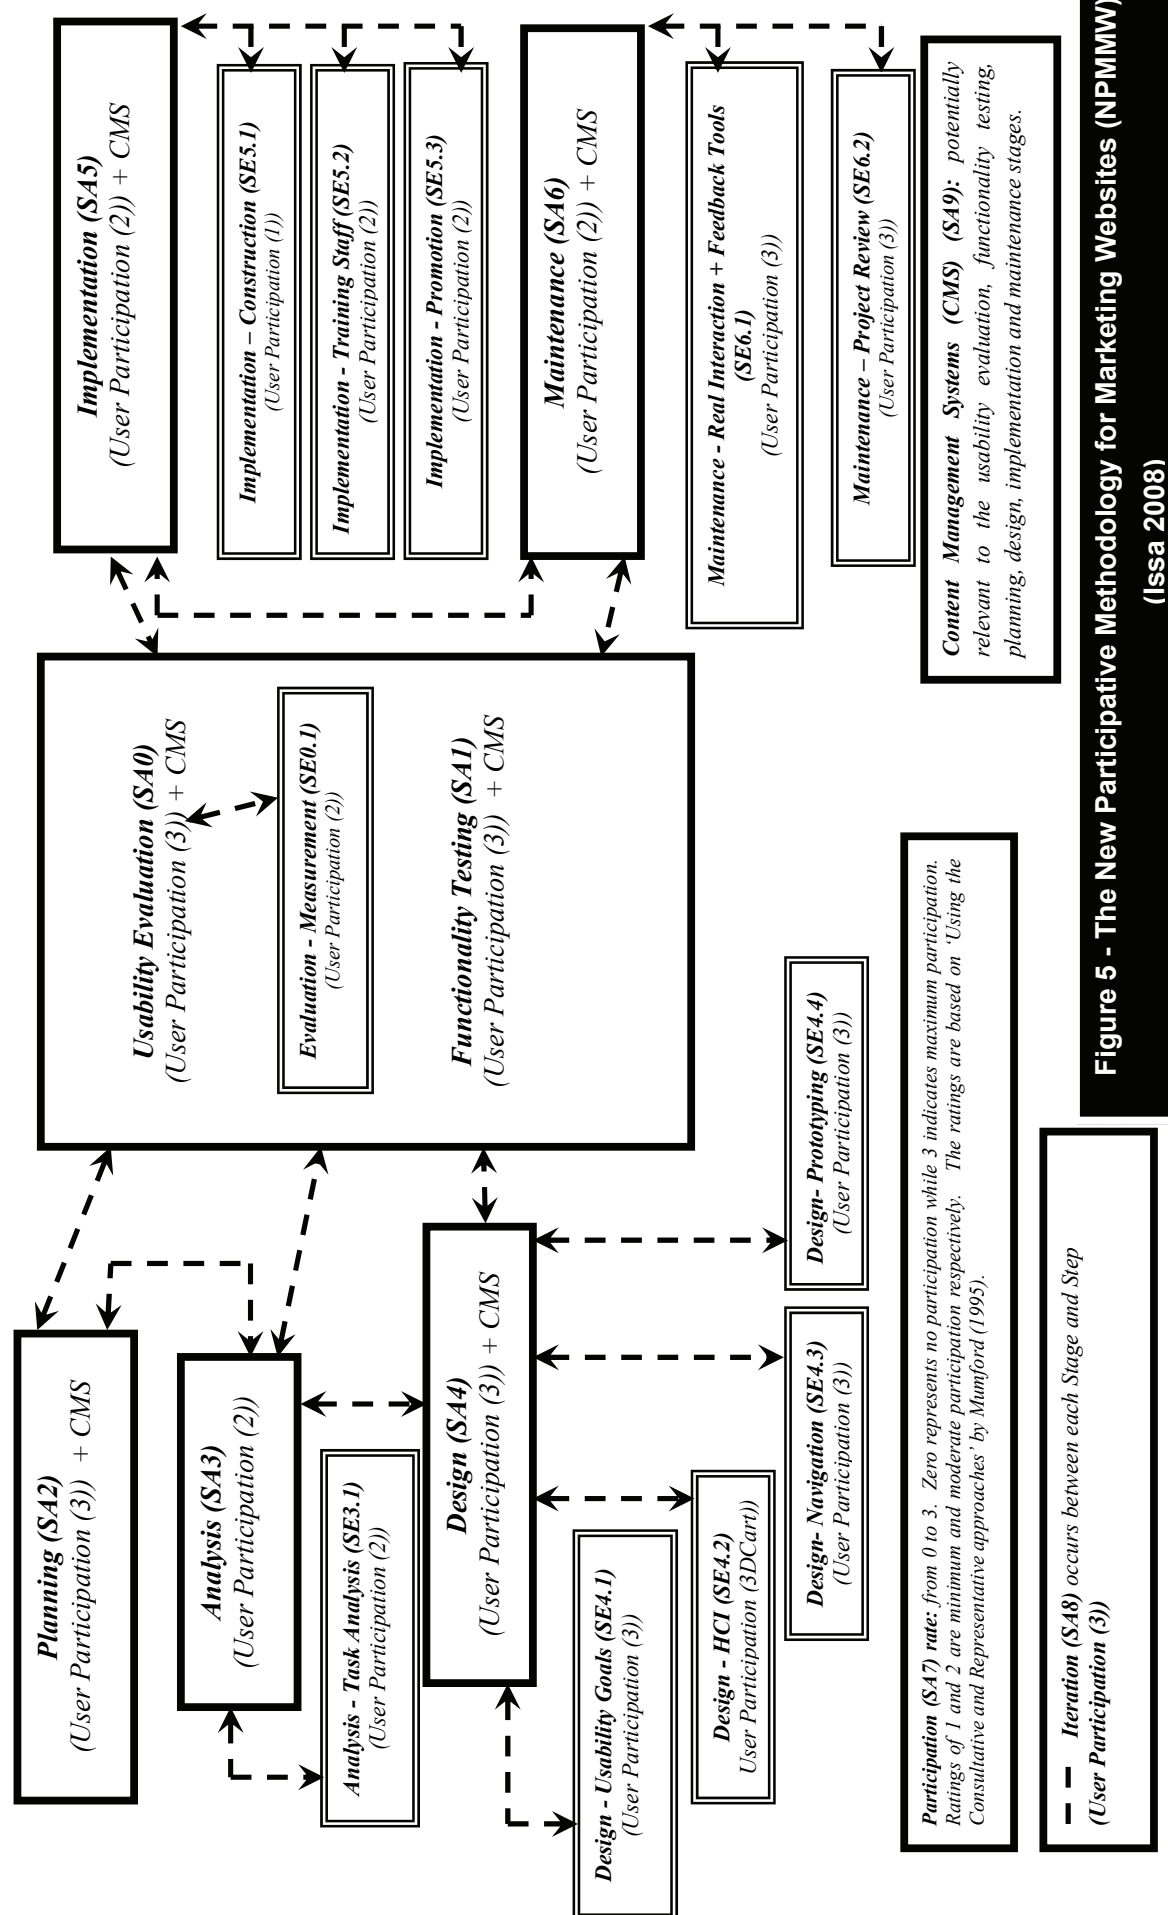 Planning (SA2)
(User Participation (3)) + CMS
Analysis (SA3)
(User Participation (2))
Analysis - Task Analysis (SE3.1)
(User Participation (2))
Design (SA4)
(User Participation (3)) + CMS
Design - Usability Goals (SE4.1)
(User Participation (3))
Design - HCI (SE4.2)
User Participation (3DCart))
Design- Navigation (SE4.3)
(User Participation (3))
Design- Prototyping (SE4.4)
(User Participation (3))
Usability Evaluation (SA0)
(User Participation (3)) + CMS
Evaluation - Measurement (SE0.1)
(User Participation (2))
Functionality Testing (SA1)
(User Participation (3)) + CMS
Implementation (SA5)
(User Participation (2)) + CMS
Implementation – Construction (SE5.1)
(User Participation (1))
Implementation - Training Staff (SE5.2)
(User Participation (2))
Implementation - Promotion (SE5.3)
(User Participation (2))
Maintenance (SA6)
(User Participation (2)) + CMS
Maintenance - Real Interaction + Feedback Tools
(SE6.1)
(User Participation (3))
Maintenance – Project Review (SE6.2)
(User Participation (3))
Participation (SA7) rate: from 0 to 3. Zero represents no participation while 3 indicates maximum participation.
Ratings of 1 and 2 are minimum and moderate participation respectively. The ratings are based on ‘Using the
Consultative and Representative approaches’ by Mumford (1995).
Content Management Systems (CMS) (SA9): potentially
relevant to the usability evaluation, functionality testing,
planning, design, implementation and maintenance stages.
Iteration (SA8) occurs between each Stage and Step
(User Participation (3))
Figure 5 - The New Participative Methodology for Marketing Websites (NPMMW)
(Issa 2008)